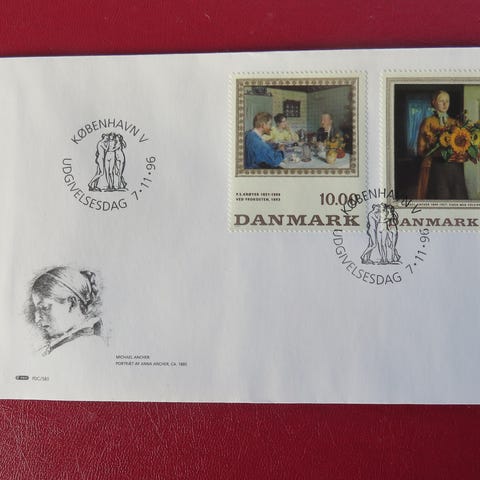 KØBENHAVN V
UDGIVELSESDAG 7·11·96
P.S. KRØYER 1851-1909
VED FROKOSTEN, 1893
10.00
DANMARK
DANMARK
KØBENHAVN V
UDGIVELSESDAG 7·11·96
MICHAEL ANCHER
PORTRÆT AF ANNA ANCHER, CA. 1885
FDC/583